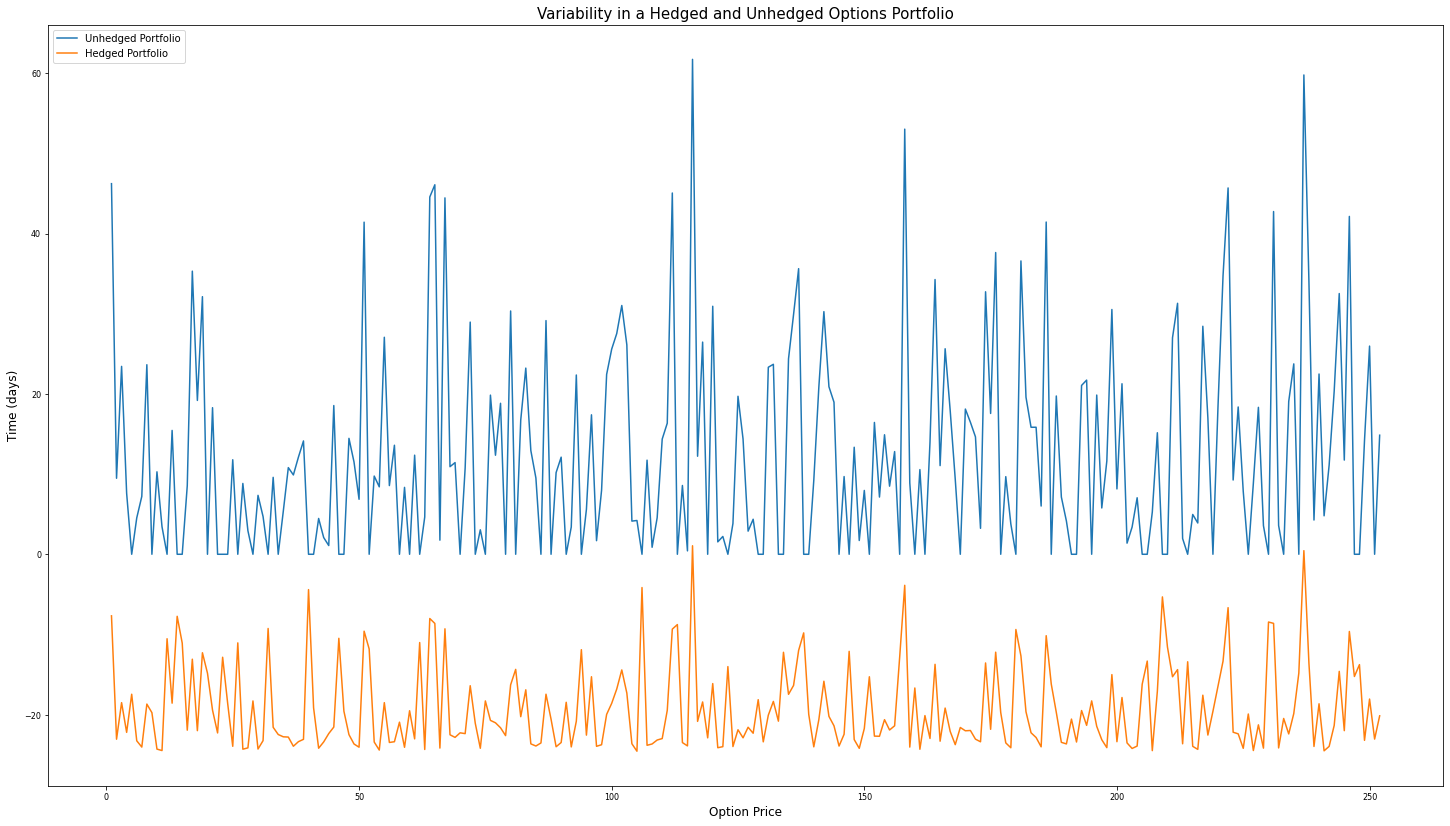 Variability in a Hedged and Unhedged Options Portfolio
Unhedged Portfolio
Hedged Portfolio
60
40
20
0
−20
Time (days)
0
50
100
150
200
250
Option Price